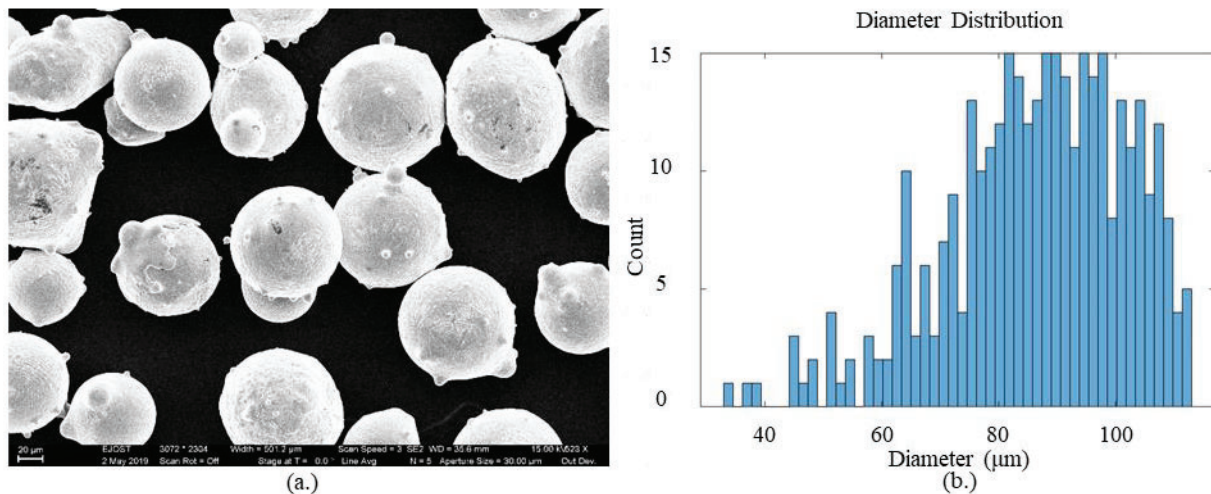 20 µm
EJOST 3072 * 2304 Width = 501.2 µm Scan Speed = 3 SE2 WD = 35.6 mm 15.00 kV 523 X
2 May 2019 Scan Rot = Off Stage at T = 0.0° Line Avg N = 5 Aperture Size = 30.00 µm Out Dev.
(a.)
Diameter Distribution
15
10
5
0
Count
40 60 80 100
Diameter (µm)
(b.)